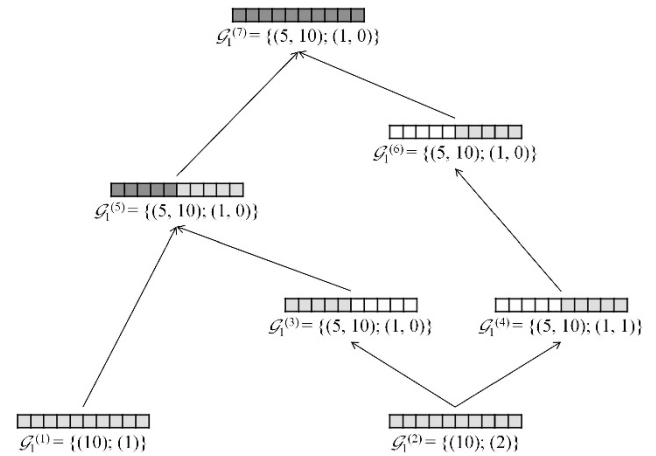 𝒢₁⁽⁷⁾ = {(5, 10); (1, 0)}
𝒢₁⁽⁶⁾ = {(5, 10); (1, 0)}
𝒢₁⁽⁵⁾ = {(5, 10); (1, 0)}
𝒢₁⁽³⁾ = {(5, 10); (1, 0)}
𝒢₁⁽⁴⁾ = {(5, 10); (1, 1)}
𝒢₁⁽¹⁾ = {(10); (1)}
𝒢₁⁽²⁾ = {(10); (2)}